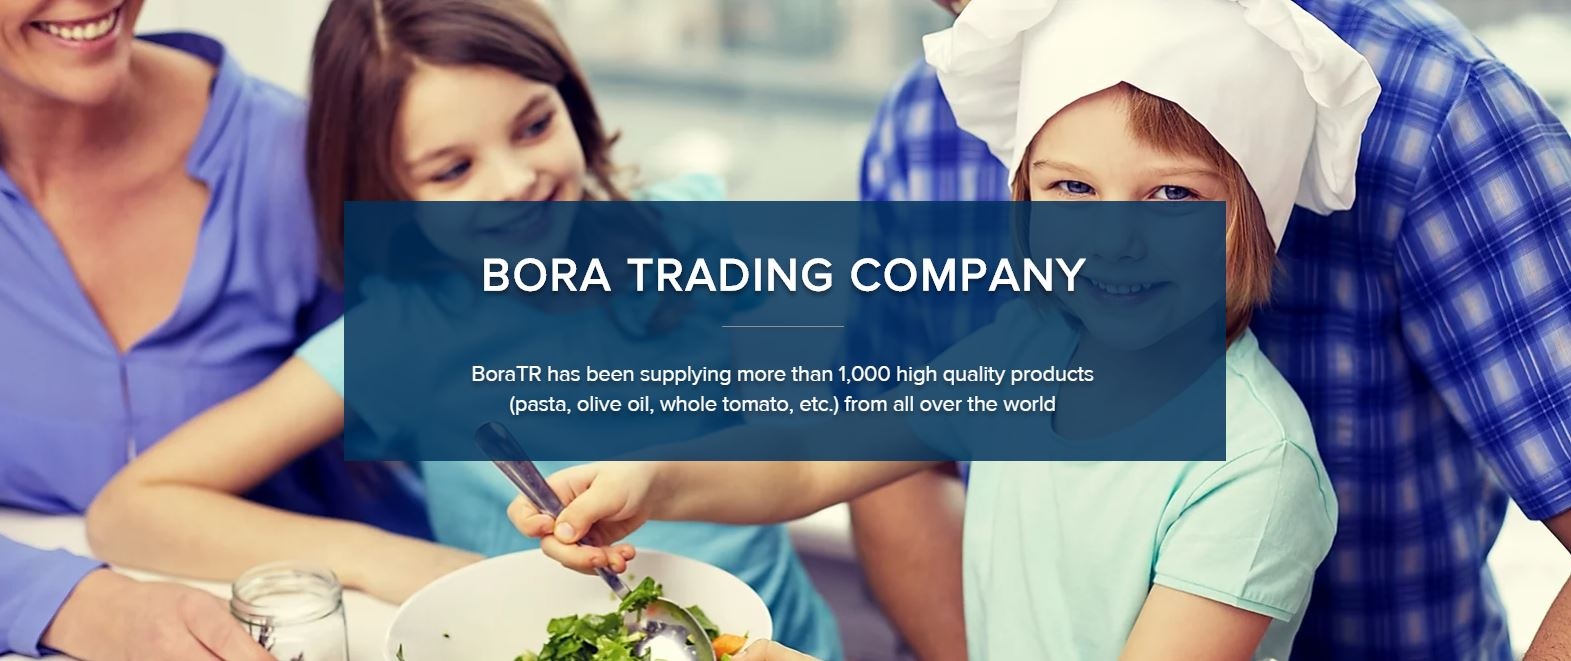 BORA TRADING COMPANY
BoraTR has been supplying more than 1,000 high quality products
(pasta, olive oil, whole tomato, etc.) from all over the world